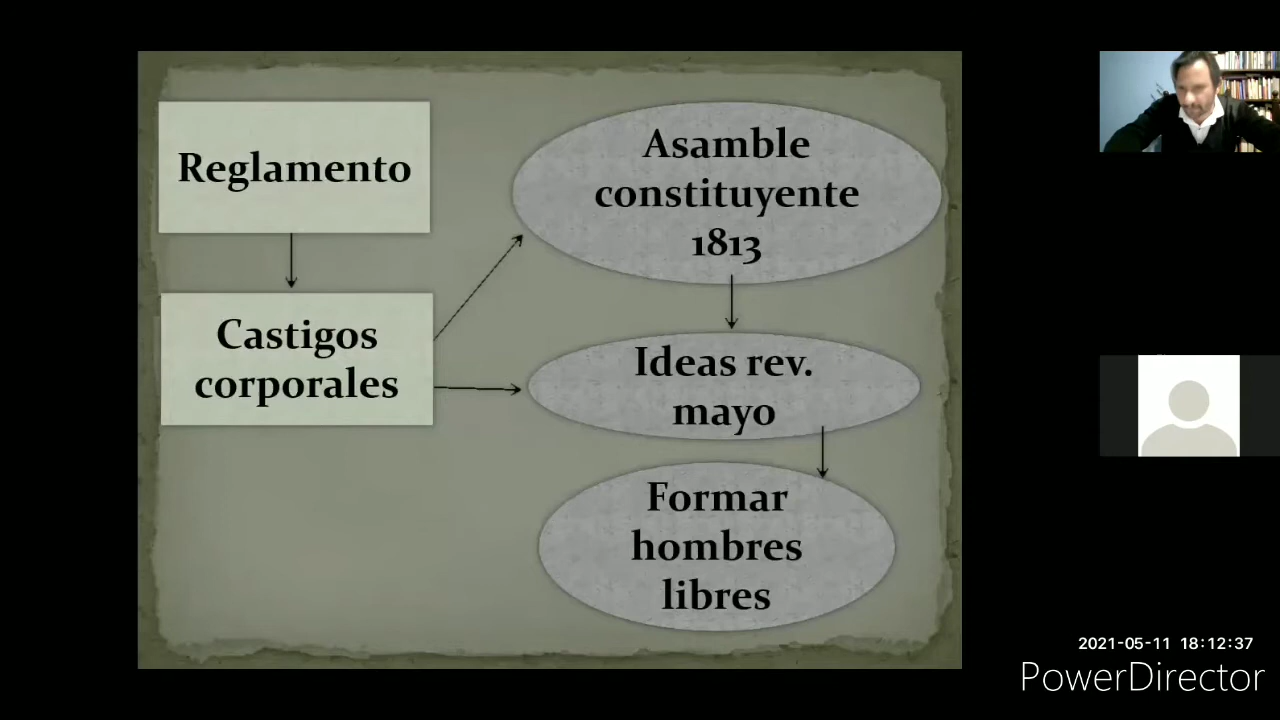 Reglamento
Castigos
corporales
Asamble
constituyente
1813
Ideas rev.
mayo
Formar
hombres
libres
2021-05-11 18:12:37
PowerDirector